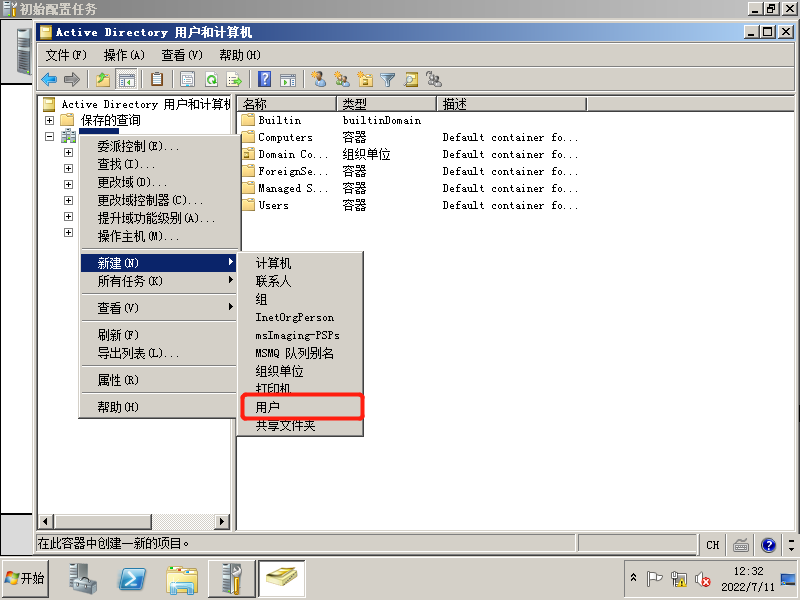 初始配置任务
Active Directory 用户和计算机
文件(F) 操作(A) 查看(V) 帮助(H)
Active Directory 用户和计算机
保存的查询
名称 类型 描述
Builtin builtinDomain
Computers 容器 Default container fo...
Domain Co... 组织单位
ForeignSe... 容器 Default container fo...
Managed S... 容器 Default container fo...
Users 容器 Default container fo...
委派控制(E)...
查找(I)...
更改域(D)...
更改域控制器(C)...
提升域功能级别(A)...
操作主机(M)...
新建(N)
所有任务(K)
查看(V)
刷新(F)
导出列表(L)...
属性(R)
帮助(H)
计算机
联系人
组
InetOrgPerson
msImaging-PSPs
MSMQ 队列别名
组织单位
打印机
用户
共享文件夹
在此容器中创建一新的项目。
CH
开始
12:32
2022/7/11